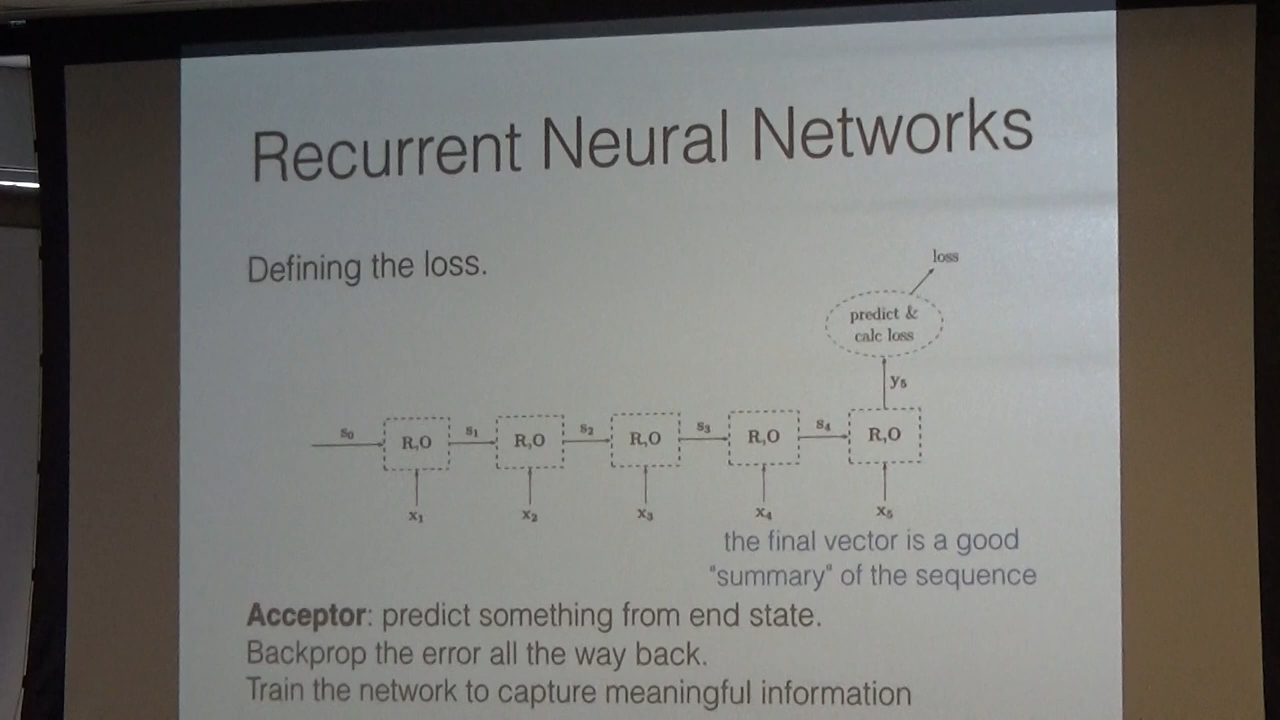 Recurrent Neural Networks
Defining the loss.
loss
predict &
calc loss
y₅
s₀ s₁ s₂ s₃ s₄
R,O R,O R,O R,O R,O
x₁ x₂ x₃ x₄ x₅
the final vector is a good
"summary" of the sequence
Acceptor: predict something from end state.
Backprop the error all the way back.
Train the network to capture meaningful information